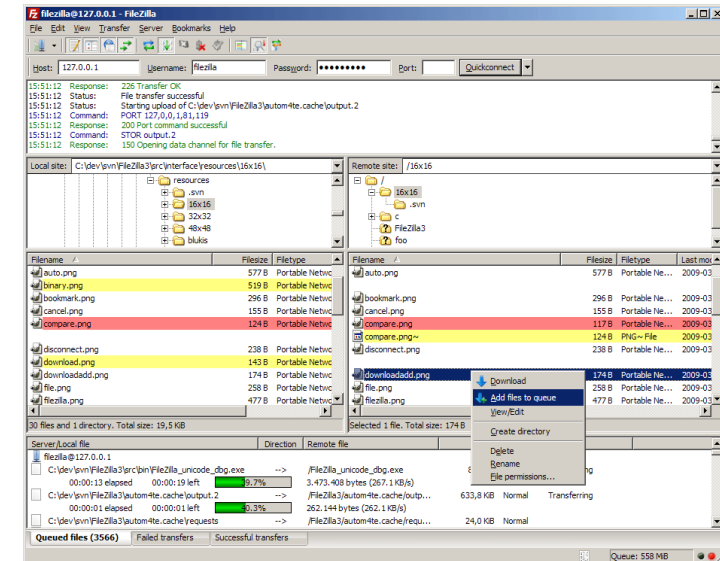 filezilla@127.0.0.1 - FileZilla
File Edit View Transfer Server Bookmarks Help
Host: 127.0.0.1 Username: filezilla Password: ●●●●●●●●● Port: Quickconnect
15:51:12 Response: 226 Transfer OK
15:51:12 Status: File transfer successful
15:51:12 Status: Starting upload of C:\dev\svn\FileZilla3\autom4te.cache\output.2
15:51:12 Command: PORT 127,0,0,1,81,119
15:51:12 Response: 200 Port command successful
15:51:12 Command: STOR output.2
15:51:12 Response: 150 Opening data channel for file transfer.
Local site: C:\dev\svn\FileZilla3\src\interface\resources\16x16\
resources
.svn
16x16
32x32
48x48
blukis
Remote site: /16x16
/
16x16
.svn
c
FileZilla3
foo
Filename Filesize Filetype
auto.png 577 B Portable Netwo
binary.png 519 B Portable Netwo
bookmark.png 296 B Portable Netwo
cancel.png 155 B Portable Netwo
compare.png 124 B Portable Netwo
disconnect.png 238 B Portable Netwo
download.png 143 B Portable Netwo
downloadadd.png 174 B Portable Netwo
file.png 258 B Portable Netwo
filezilla.png 477 B Portable Netwo
30 files and 1 directory. Total size: 19,5 KiB
Filename Filesize Filetype Last mod
auto.png 577 B Portable Ne... 2009-03
bookmark.png 296 B Portable Ne... 2009-03
cancel.png 155 B Portable Ne... 2009-03
compare.png 117 B Portable Ne... 2009-03
compare.png~ 124 B PNG~ File 2009-03
disconnect.png 238 B Portable Ne... 2009-03
downloadadd.png 174 B Portable Ne... 2009-03
file.png 258 B Portable Ne... 2009-03
filezilla.png 477 B Portable Ne... 2009-03
Selected 1 file. Total size: 174 B
Download
Add files to queue
View/Edit
Create directory
Delete
Rename
File permissions...
Server/Local file Direction Remote file
filezilla@127.0.0.1
C:\dev\svn\FileZilla3\src\bin\FileZilla_unicode_dbg.exe --> /FileZilla_unicode_dbg.exe
00:00:13 elapsed 00:00:19 left 39.7% 3.473.408 bytes (267.1 KB/s)
C:\dev\svn\FileZilla3\autom4te.cache\output.2 --> /FileZilla3/autom4te.cache/outp... 633,8 KiB Normal Transferring
00:00:01 elapsed 00:00:01 left 40.3% 262.144 bytes (262.1 KB/s)
C:\dev\svn\FileZilla3\autom4te.cache\requests --> /FileZilla3/autom4te.cache/requ... 24,0 KiB Normal
Queued files (3566) Failed transfers Successful transfers
Queue: 558 MiB